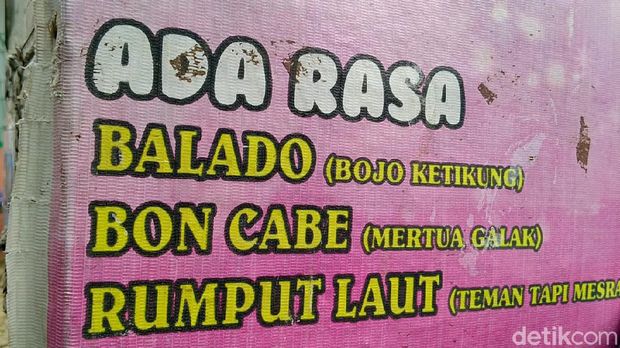 ADA RASA
BALADO (BOJO KETIKUNG)
BON CABE (MERTUA GALAK)
RUMPUT LAUT (TEMAN TAPI MESRA
detikcom